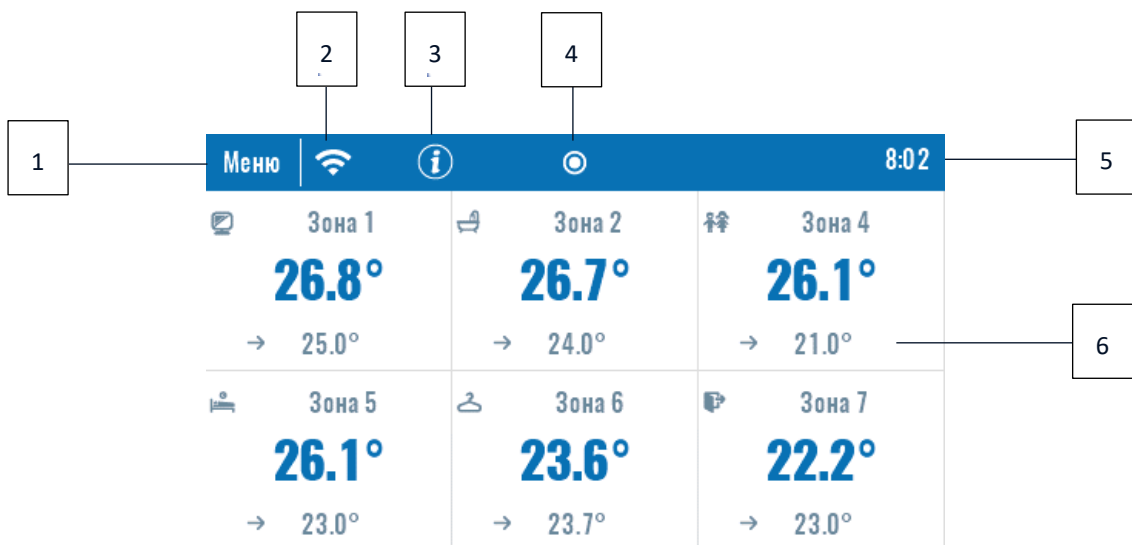 2 3 4
1 5
Меню 8:02
Зона 1 Зона 2 Зона 4
26.8° 26.7° 26.1°
→ 25.0° → 24.0° → 21.0°
6
Зона 5 Зона 6 Зона 7
26.1° 23.6° 22.2°
→ 23.0° → 23.7° → 23.0°